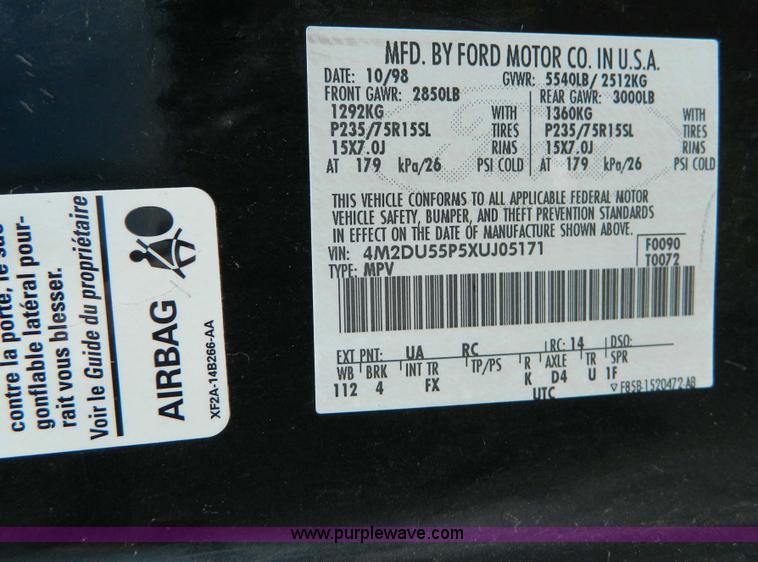 contre la porte, le sac
gonflable latéral pour-
rait vous blesser.
Voir le Guide du propriétaire
AIRBAG
XF2A-14B266-AA
MFD. BY FORD MOTOR CO. IN U.S.A.
DATE: 10/98 GVWR: 5540LB/ 2512KG
FRONT GAWR: 2850LB REAR GAWR: 3000LB
1292KG WITH 1360KG WITH
P235/75R15SL TIRES P235/75R15SL TIRES
15X7.0J RIMS 15X7.0J RIMS
AT 179 kPa/26 PSI COLD AT 179 kPa/26 PSI COLD
THIS VEHICLE CONFORMS TO ALL APPLICABLE FEDERAL MOTOR
VEHICLE SAFETY, BUMPER, AND THEFT PREVENTION STANDARDS
IN EFFECT ON THE DATE OF MANUFACTURE SHOWN ABOVE.
VIN: 4M2DU55P5XUJ05171 F0090
TYPE: MPV T0072
EXT PNT: UA RC RC: 14 DSO:
WB BRK INT TR TP/PS R AXLE TR SPR
112 4 FX K D4 U 1F
UTC F85B-1520472-AB
www.purplewave.com